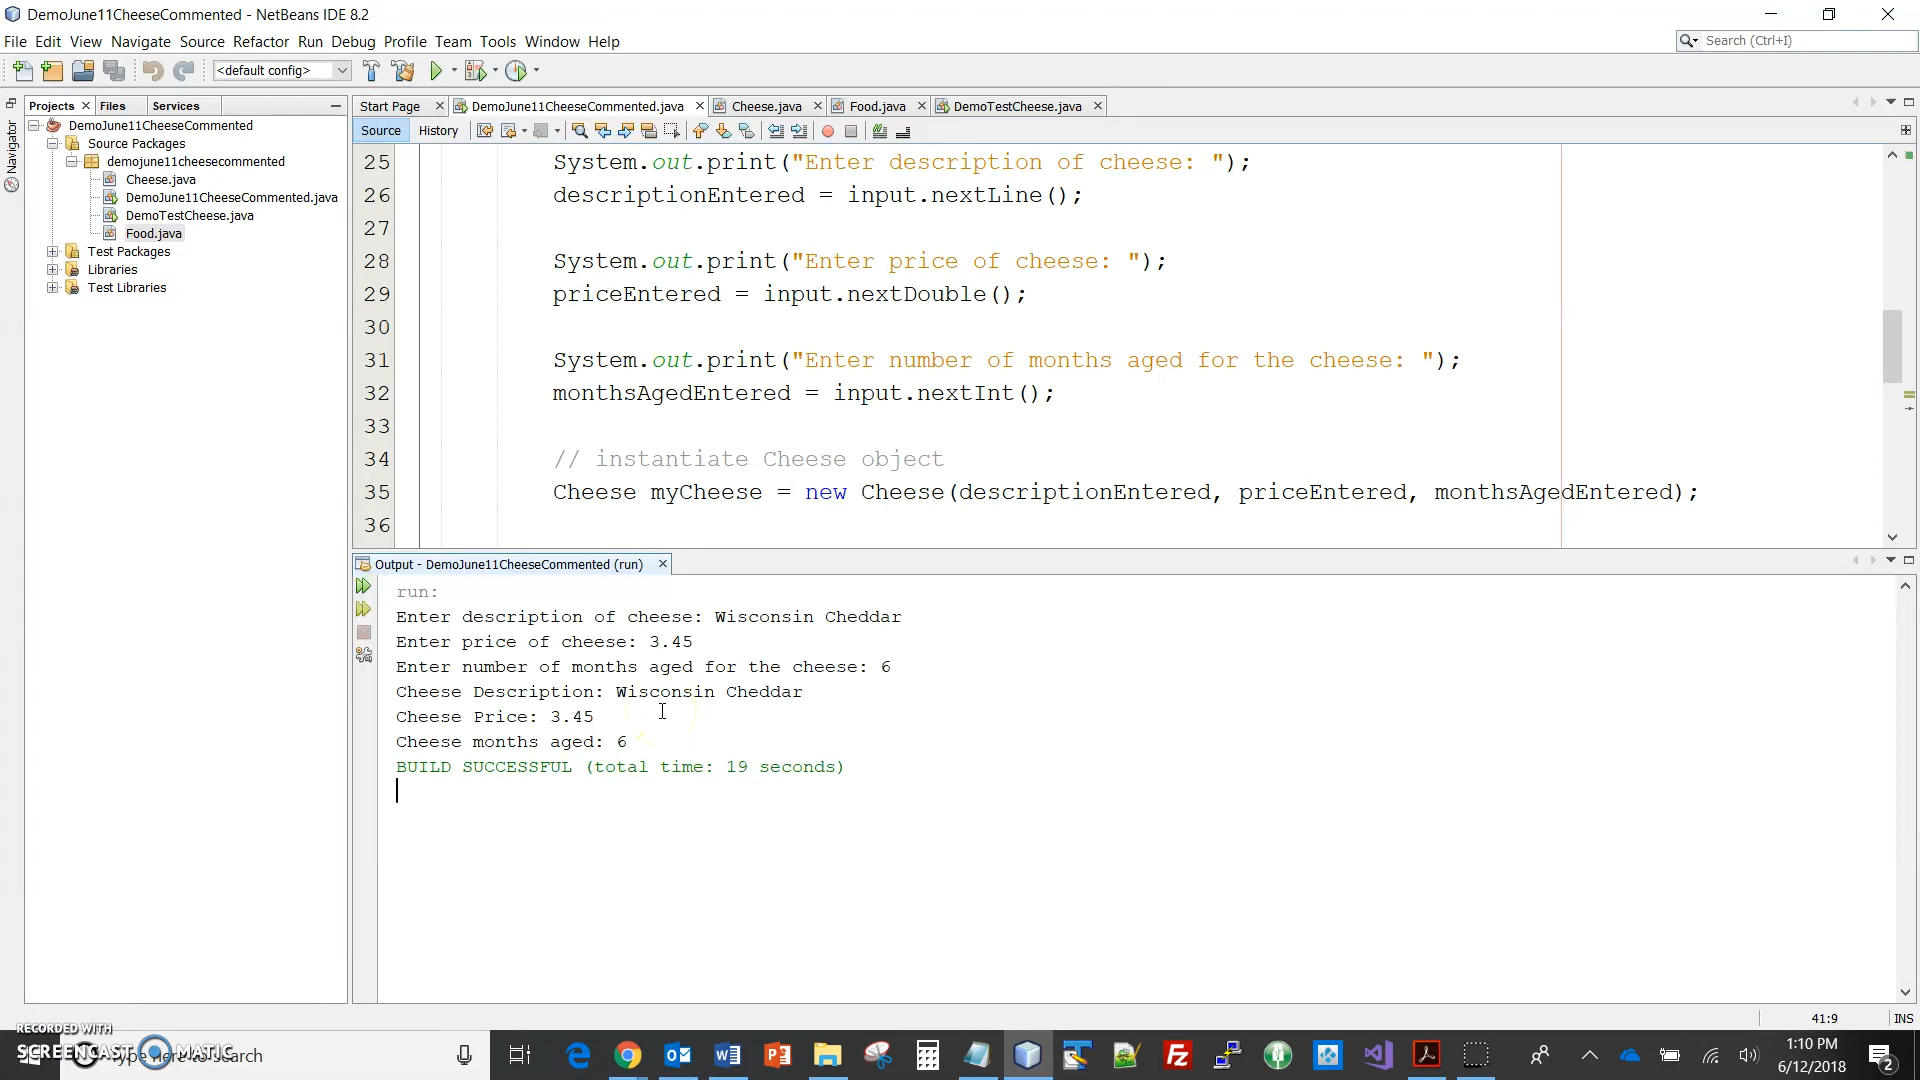 DemoJune11CheeseCommented - NetBeans IDE 8.2
File Edit View Navigate Source Refactor Run Debug Profile Team Tools Window Help
Search (Ctrl+I)
<default config>
Projects Files Services
Start Page DemoJune11CheeseCommented.java Cheese.java Food.java DemoTestCheese.java
Source History
Navigator
DemoJune11CheeseCommented
Source Packages
demojune11cheesecommented
Cheese.java
DemoJune11CheeseCommented.java
DemoTestCheese.java
Food.java
Test Packages
Libraries
Test Libraries
25 System.out.print("Enter description of cheese: ");
26 descriptionEntered = input.nextLine();
27
28 System.out.print("Enter price of cheese: ");
29 priceEntered = input.nextDouble();
30
31 System.out.print("Enter number of months aged for the cheese: ");
32 monthsAgedEntered = input.nextInt();
33
34 // instantiate Cheese object
35 Cheese myCheese = new Cheese(descriptionEntered, priceEntered, monthsAgedEntered);
36
Output - DemoJune11CheeseCommented (run)
run:
Enter description of cheese: Wisconsin Cheddar
Enter price of cheese: 3.45
Enter number of months aged for the cheese: 6
Cheese Description: Wisconsin Cheddar
Cheese Price: 3.45
Cheese months aged: 6
BUILD SUCCESSFUL (total time: 19 seconds)
41:9 INS
RECORDED WITH
SCREENCAST MATIC
Type here to search
1:10 PM
6/12/2018
2